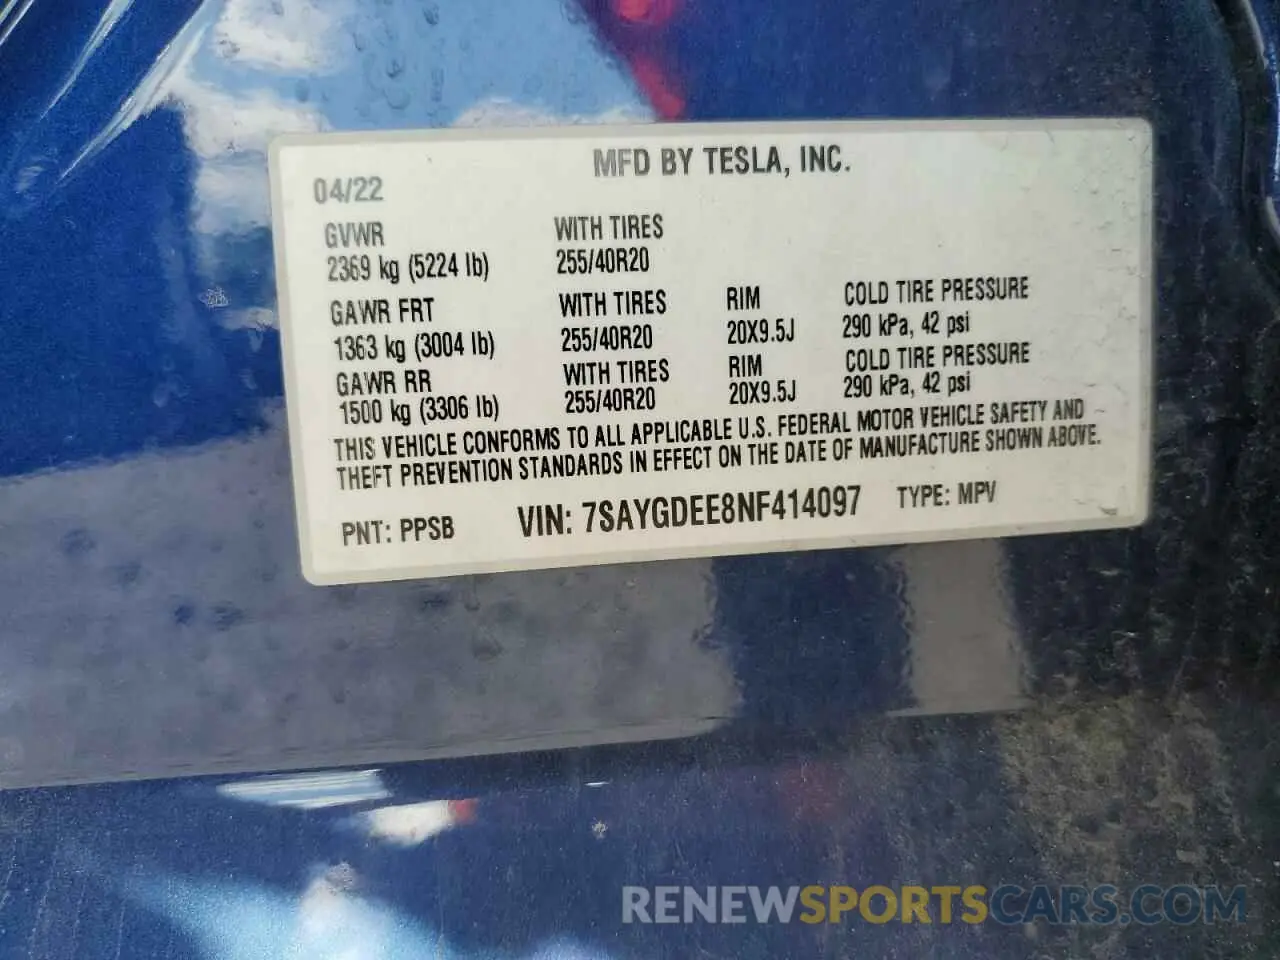 MFD BY TESLA, INC.
04/22
GVWR WITH TIRES
2369 kg (5224 lb) 255/40R20
GAWR FRT WITH TIRES RIM COLD TIRE PRESSURE
1363 kg (3004 lb) 255/40R20 20X9.5J 290 kPa, 42 psi
GAWR RR WITH TIRES RIM COLD TIRE PRESSURE
1500 kg (3306 lb) 255/40R20 20X9.5J 290 kPa, 42 psi
THIS VEHICLE CONFORMS TO ALL APPLICABLE U.S. FEDERAL MOTOR VEHICLE SAFETY AND
THEFT PREVENTION STANDARDS IN EFFECT ON THE DATE OF MANUFACTURE SHOWN ABOVE.
PNT: PPSB VIN: 7SAYGDEE8NF414097 TYPE: MPV
RENEWSPORTSCARS.COM